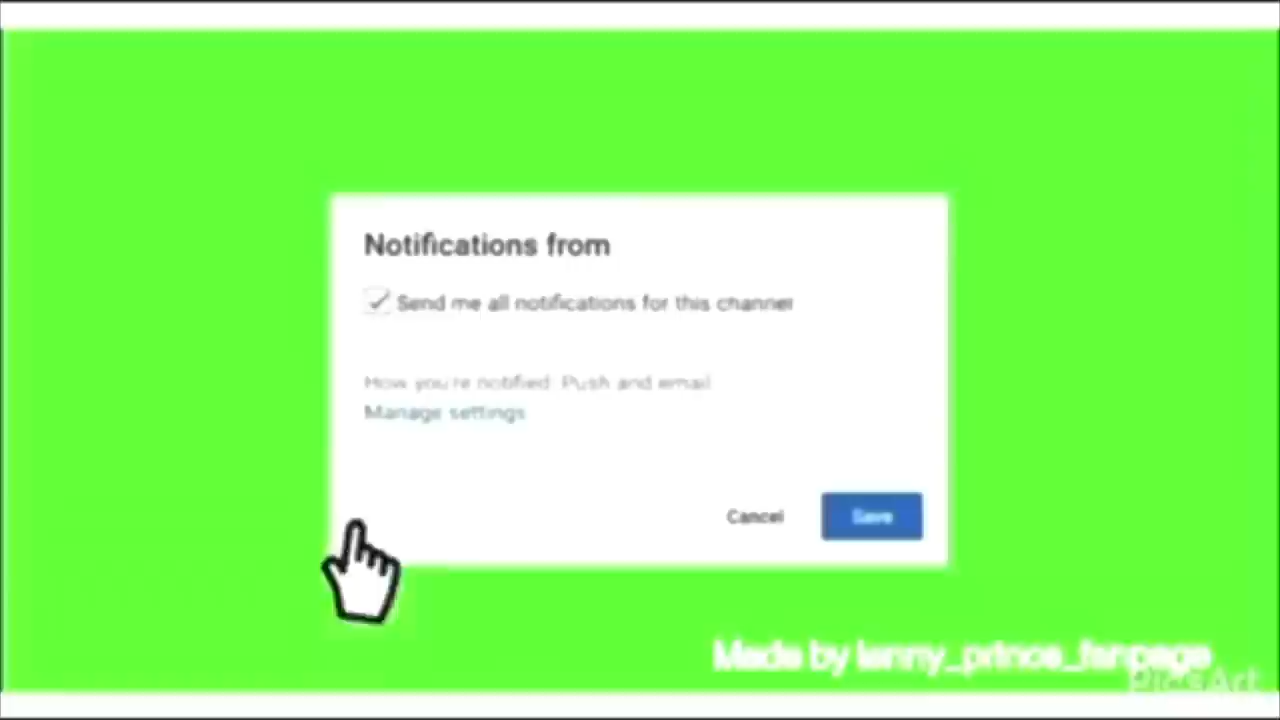 Notifications from
Send me all notifications for this channel
How you're notified: Push and email
Manage settings
Cancel
Save
Made by lenny_prince_fanpage
PicsArt